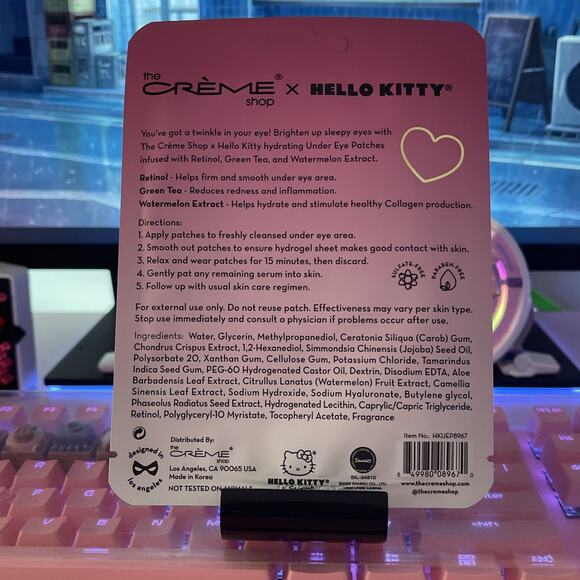 the
CRÈME®
shop
x HELLO KITTY®
You've got a twinkle in your eye! Brighten up sleepy eyes with
The Crème Shop x Hello Kitty hydrating Under Eye Patches
infused with Retinol, Green Tea, and Watermelon Extract.
Retinol - Helps firm and smooth under eye area.
Green Tea - Reduces redness and inflammation.
Watermelon Extract - Helps hydrate and stimulate healthy Collagen production.
Directions:
1. Apply patches to freshly cleansed under eye area.
2. Smooth out patches to ensure hydrogel sheet makes good contact with skin.
3. Relax and wear patches for 15 minutes, then discard.
4. Gently pat any remaining serum into skin.
5. Follow up with usual skin care regimen.
SULFATE-FREE
PARABEN-FREE
For external use only. Do not reuse patch. Effectiveness may vary per skin type.
Stop use immediately and consult a physician if problems occur after use.
Ingredients: Water, Glycerin, Methylpropanediol, Ceratonia Siliqua (Carob) Gum,
Chondrus Crispus Extract, 1,2-Hexanediol, Simmondsia Chinensis (Jojoba) Seed Oil,
Polysorbate 20, Xanthan Gum, Cellulose Gum, Potassium Chloride, Tamarindus
Indica Seed Gum, PEG-60 Hydrogenated Castor Oil, Dextrin, Disodium EDTA, Aloe
Barbadensis Leaf Extract, Citrullus Lanatus (Watermelon) Fruit Extract, Camellia
Sinensis Leaf Extract, Sodium Hydroxide, Sodium Hyaluronate, Butylene glycol,
Phaseolus Radiatus Seed Extract, Hydrogenated Lecithin, Caprylic/Capric Triglyceride,
Retinol, Polyglyceryl-10 Myristate, Tocopheryl Acetate, Fragrance
designed in
los angeles
Distributed By:
the
CRÈME
shop
Los Angeles, CA 90065 USA
Made in Korea
NOT TESTED ON ANIMALS
HELLO KITTY®
Sanrio
SIL-34810
Item No.: HKUEP8967
8 49980 08967 0
www.thecremeshop.com
@thecremeshop
shift